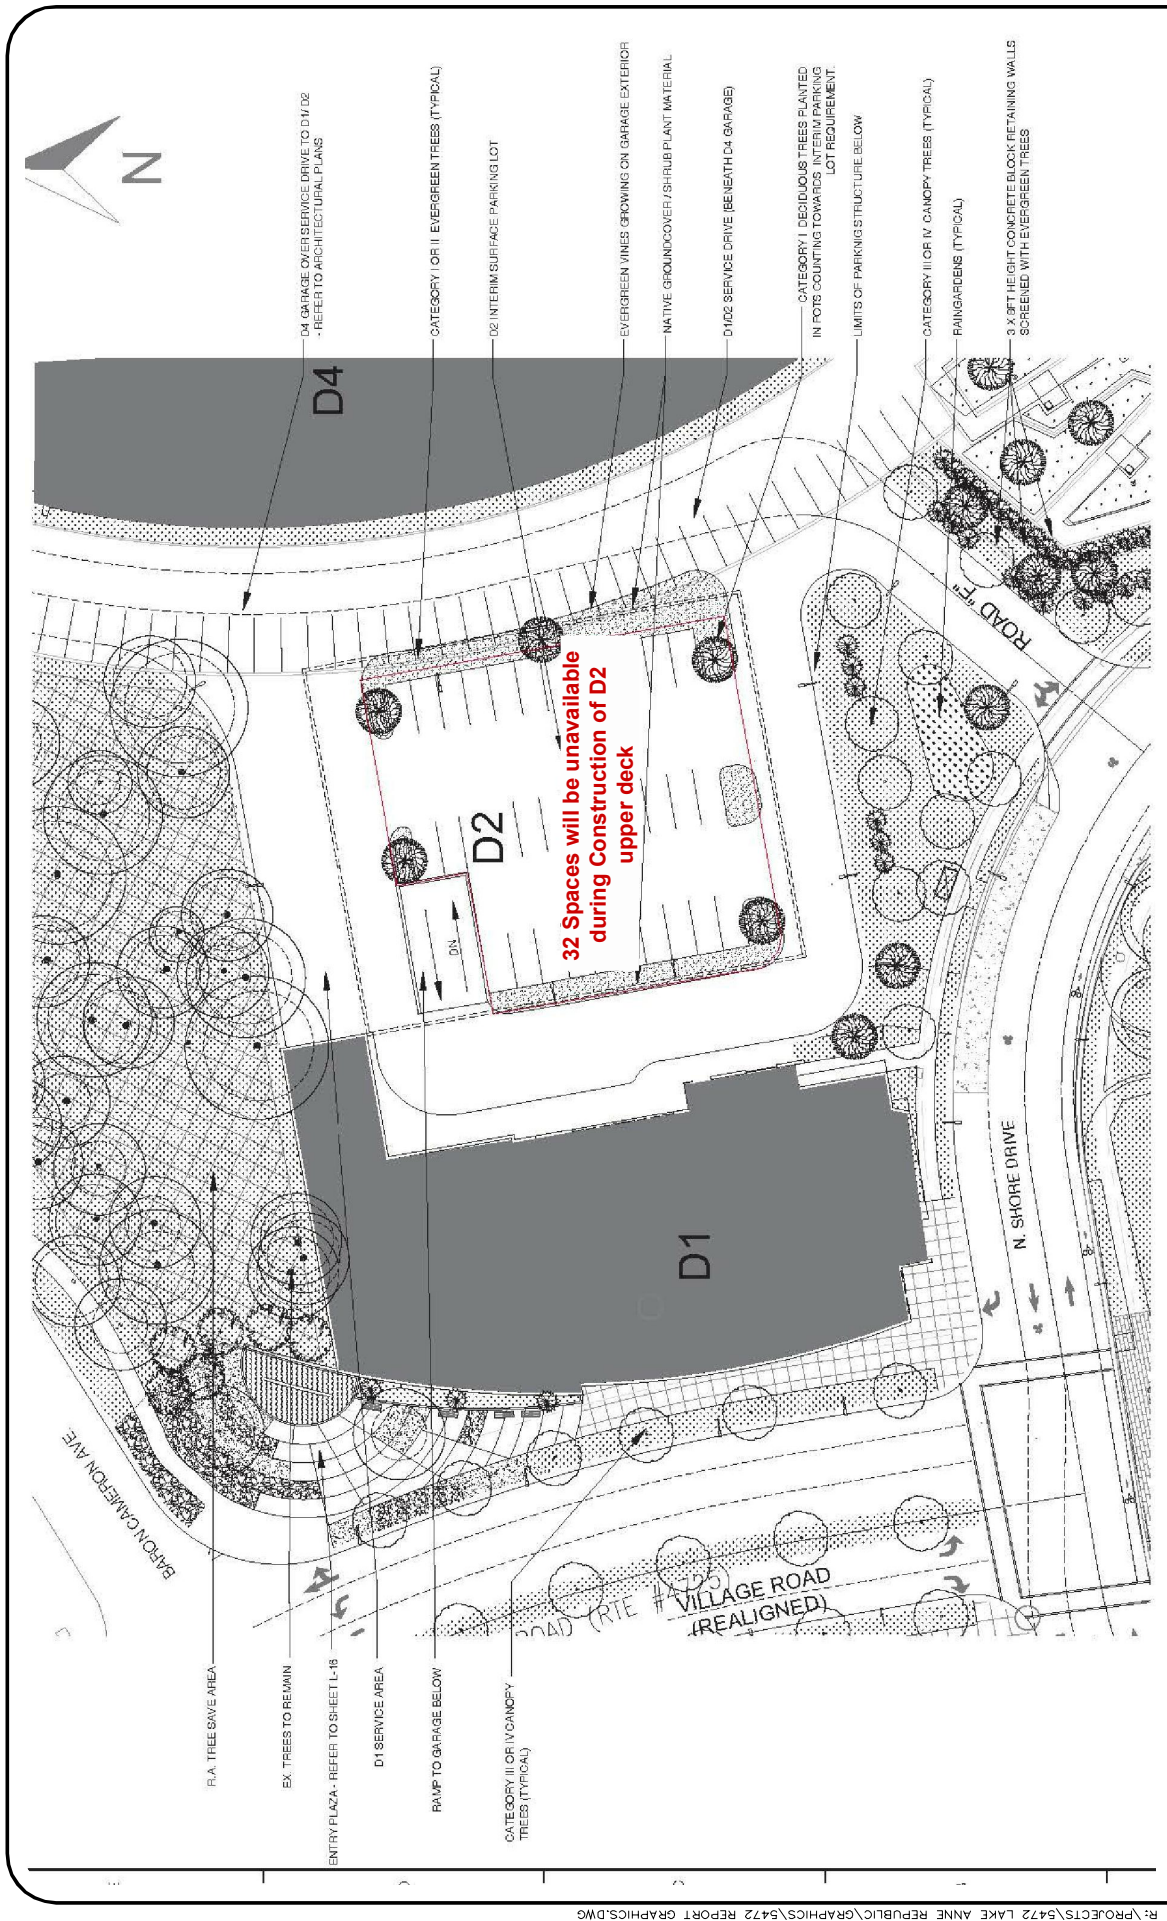 N
D4 GARAGE OVER SERVICE DRIVE TO D1/ D2
- REFER TO ARCHITECTURAL PLANS
CATEGORY I OR II EVERGREEN TREES (TYPICAL)
D2 INTERIM SURFACE PARKING LOT
EVERGREEN VINES GROWING ON GARAGE EXTERIOR
NATIVE GROUNDCOVER / SHRUB PLANT MATERIAL
D1/D2 SERVICE DRIVE (BENEATH D4 GARAGE)
CATEGORY I DECIDUOUS TREES PLANTED
IN POTS COUNTING TOWARDS INTERIM PARKING
LOT REQUIREMENT.
LIMITS OF PARKNIG STRUCTURE BELOW
CATEGORY III OR IV CANOPY TREES (TYPICAL)
RAINGARDENS (TYPICAL)
3 X 6FT HEIGHT CONCRETE BLOCK RETAINING WALLS
SCREENED WITH EVERGREEN TREES
D4
D2
32 Spaces will be unavailable
during Construction of D2
upper deck
DN
ROAD "F"
D1
N. SHORE DRIVE
BARON CAMERON AVE
ROAD (RTE #4725)
VILLAGE ROAD
(REALIGNED)
R.A. TREE SAVE AREA
EX. TREES TO REMAIN
ENTRY PLAZA - REFER TO SHEET L-16
D1 SERVICE AREA
RAMP TO GARAGE BELOW
CATEGORY III OR IV CANOPY
TREES (TYPICAL)
R:\PROJECTS\5472 LAKE ANNE REPUBLIC\GRAPHICS\5472 REPORT GRAPHICS.DWG